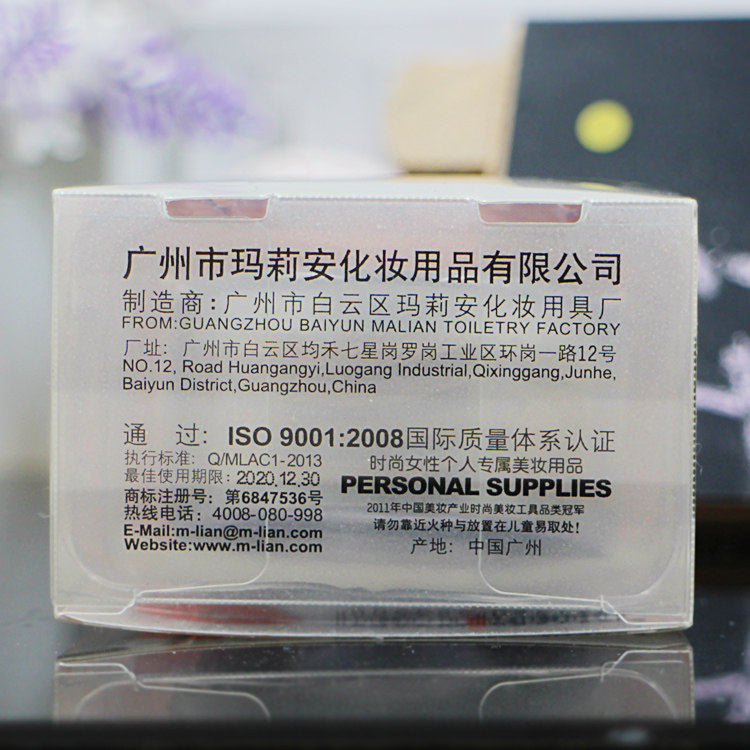 广州市玛莉安化妆用品有限公司
制造商:广州市白云区玛莉安化妆用具厂
FROM:GUANGZHOU BAIYUN MALIAN TOILETRY FACTORY
厂址: 广州市白云区均禾七星岗罗岗工业区环岗一路12号
NO.12, Road Huangangyi,Luogang Industrial,Qixinggang,Junhe,
Baiyun District,Guangzhou,China
通 过: ISO 9001:2008国际质量体系认证
执行标准: Q/MLAC1-2013
最佳使用期限: 2020.12.30
商标注册号: 第6847536号
热线电话: 4008-080-998
E-Mail:m-lian@m-lian.com
Website:www.m-lian.com
时尚女性个人专属美妆用品
PERSONAL SUPPLIES
2011年中国美妆产业时尚美妆工具品类冠军
请勿靠近火种与放置在儿童易取处!
产地: 中国广州